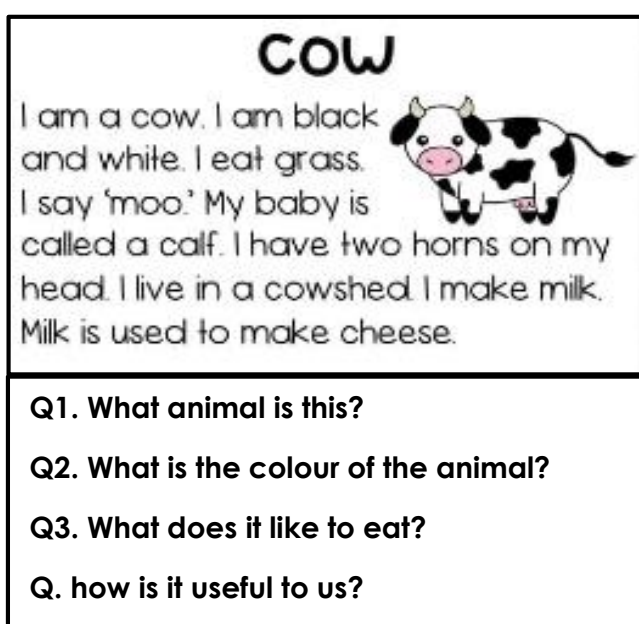 COW
I am a cow. I am black
and white. I eat grass.
I say 'moo.' My baby is
called a calf. I have two horns on my
head. I live in a cowshed. I make milk.
Milk is used to make cheese.
Q1. What animal is this?
Q2. What is the colour of the animal?
Q3. What does it like to eat?
Q. how is it useful to us?